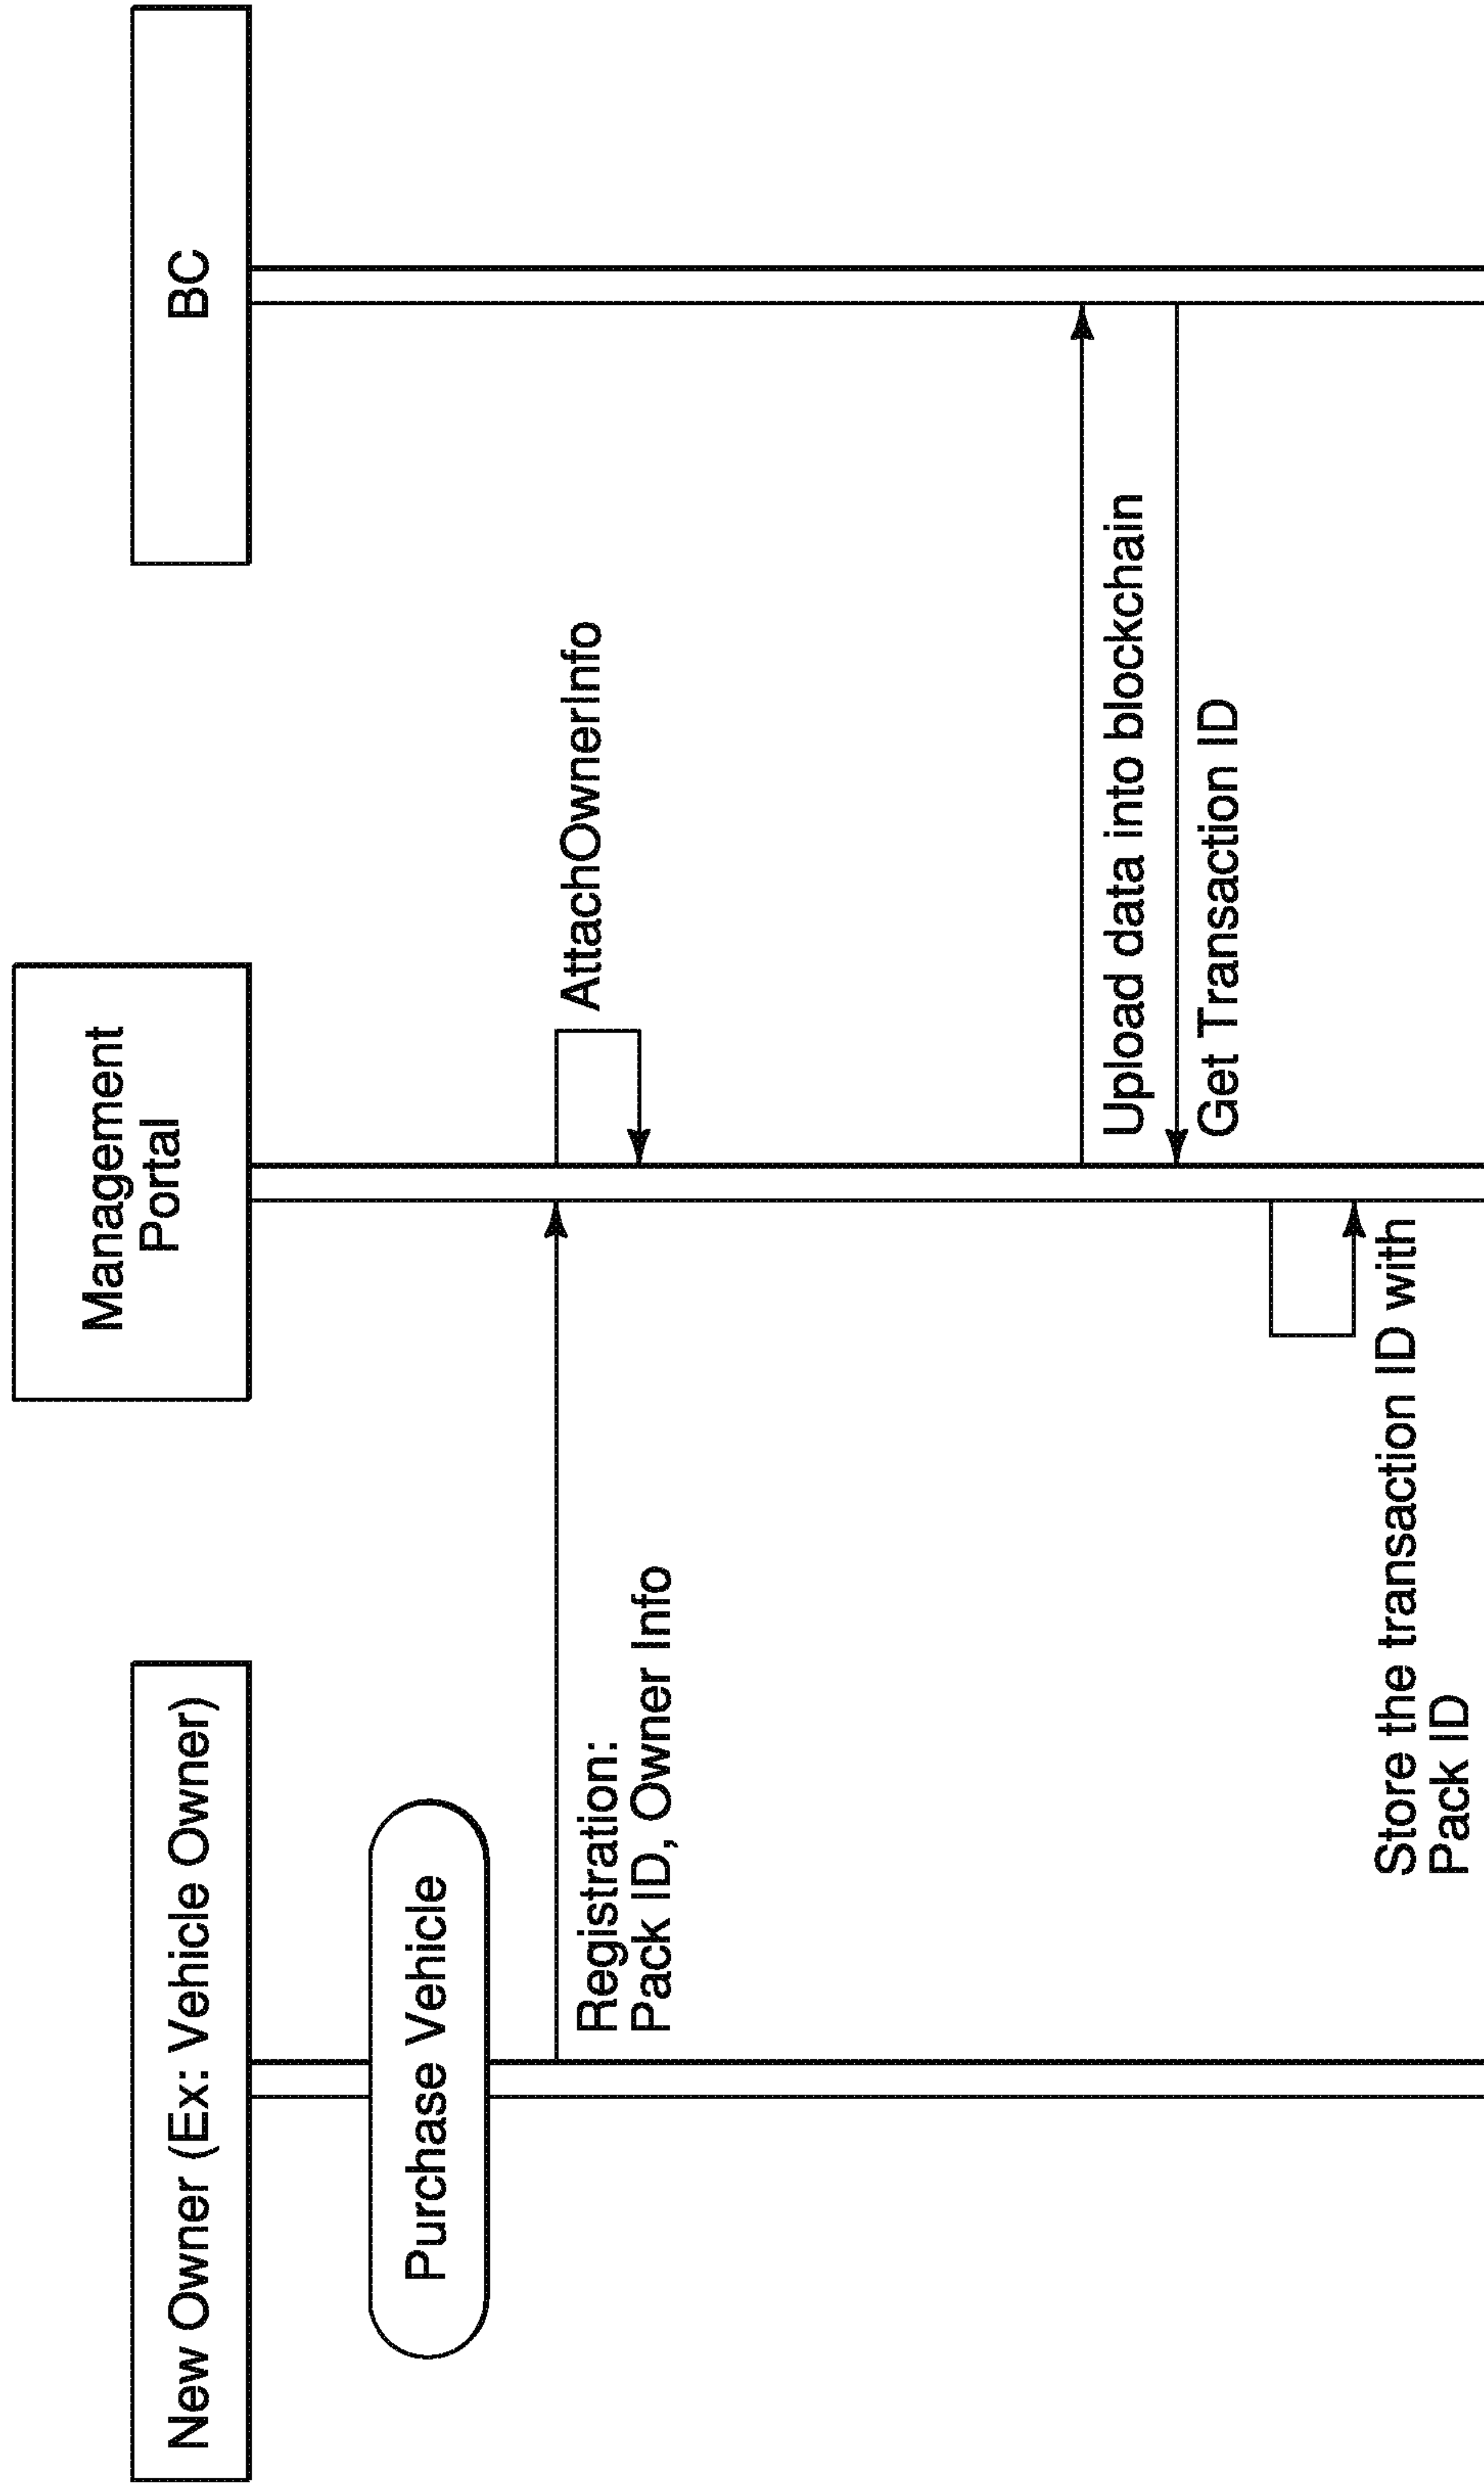 New Owner (Ex: Vehicle Owner)
Management
Portal
BC
Purchase Vehicle
Registration:
Pack ID, Owner Info
AttachOwnerInfo
Upload data into blockchain
Get Transaction ID
Store the transaction ID with
Pack ID